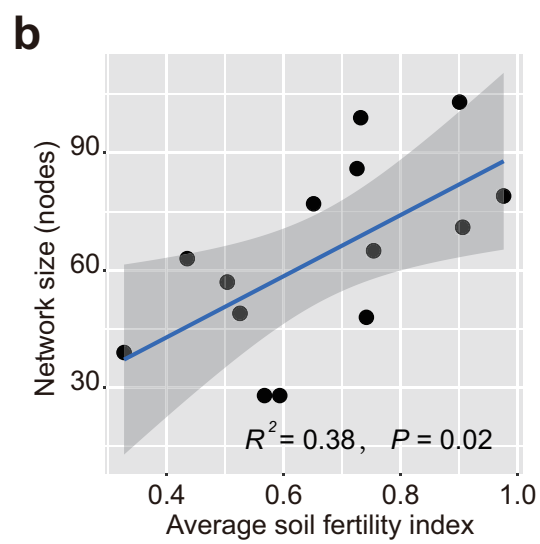 b
Network size (nodes)
90
60
30
R² = 0.38, P = 0.02
0.4 0.6 0.8 1.0
Average soil fertility index